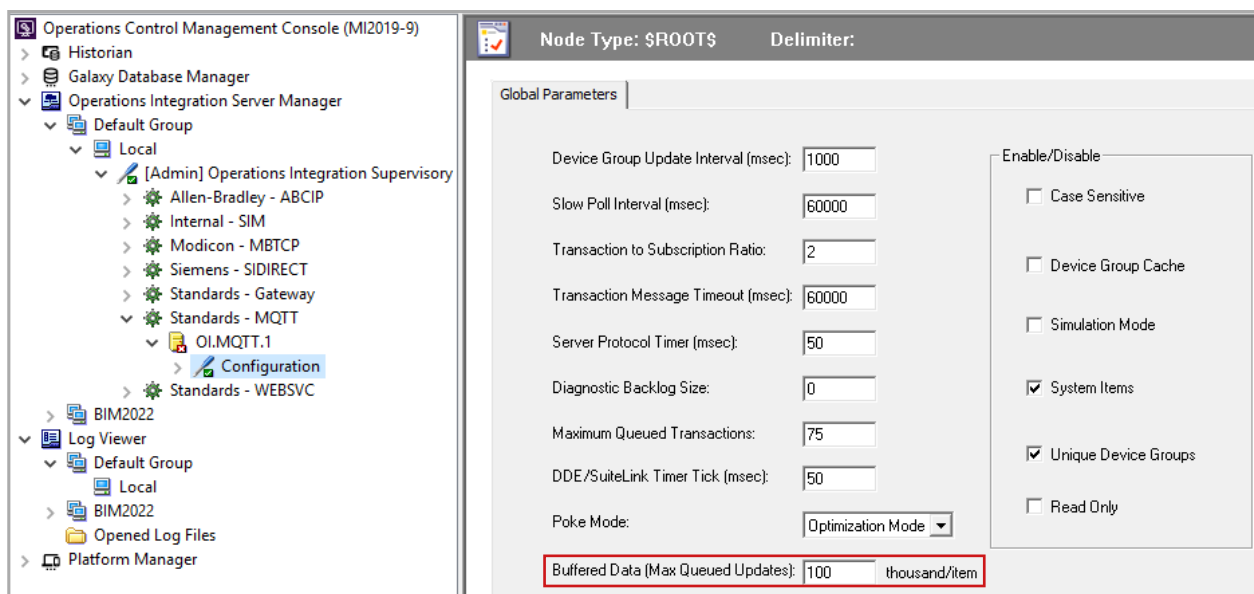 Operations Control Management Console (MI2019-9)
Historian
Galaxy Database Manager
Operations Integration Server Manager
Default Group
Local
[Admin] Operations Integration Supervisory
Allen-Bradley - ABCIP
Internal - SIM
Modicon - MBTCP
Siemens - SIDIRECT
Standards - Gateway
Standards - MQTT
OI.MQTT.1
Configuration
Standards - WEBSVC
BIM2022
Log Viewer
Default Group
Local
BIM2022
Opened Log Files
Platform Manager
Node Type: $ROOT$ Delimiter:
Global Parameters
Device Group Update Interval (msec): 1000
Slow Poll Interval (msec): 60000
Transaction to Subscription Ratio: 2
Transaction Message Timeout (msec): 60000
Server Protocol Timer (msec): 50
Diagnostic Backlog Size: 0
Maximum Queued Transactions: 75
DDE/SuiteLink Timer Tick (msec): 50
Poke Mode: Optimization Mode
Buffered Data (Max Queued Updates): 100 thousand/item
Enable/Disable
Case Sensitive
Device Group Cache
Simulation Mode
System Items
Unique Device Groups
Read Only